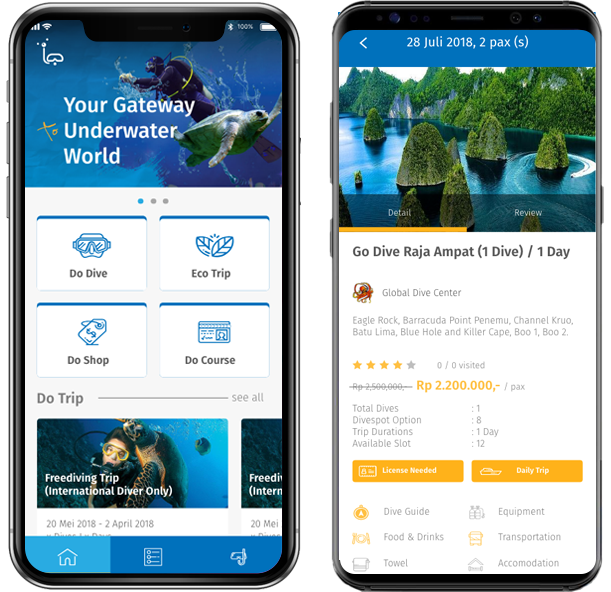 100%
Your Gateway
to
Underwater
World
Do Dive
Eco Trip
Do Shop
Do Course
Do Trip
see all
Freediving Trip
(International Diver Only)
Freedivi
(Intern
20 Mei 2018 - 2 April 2018
28 Juli 2018, 2 pax (s)
Detail
Review
Go Dive Raja Ampat (1 Dive) / 1 Day
Global Dive Center
Eagle Rock, Barracuda Point Penemu, Channel Kruo,
Batu Lima, Blue Hole and Killer Cape, Boo 1, Boo 2.
0 / 0 visited
Rp 2,500,000,- Rp 2.200.000,- / pax
Total Dives : 1
Divespot Option : 8
Trip Durations : 1 Day
Available Slot : 12
License Needed
Daily Trip
Dive Guide
Equipment
Food & Drinks
Transportation
Towel
Accomodation